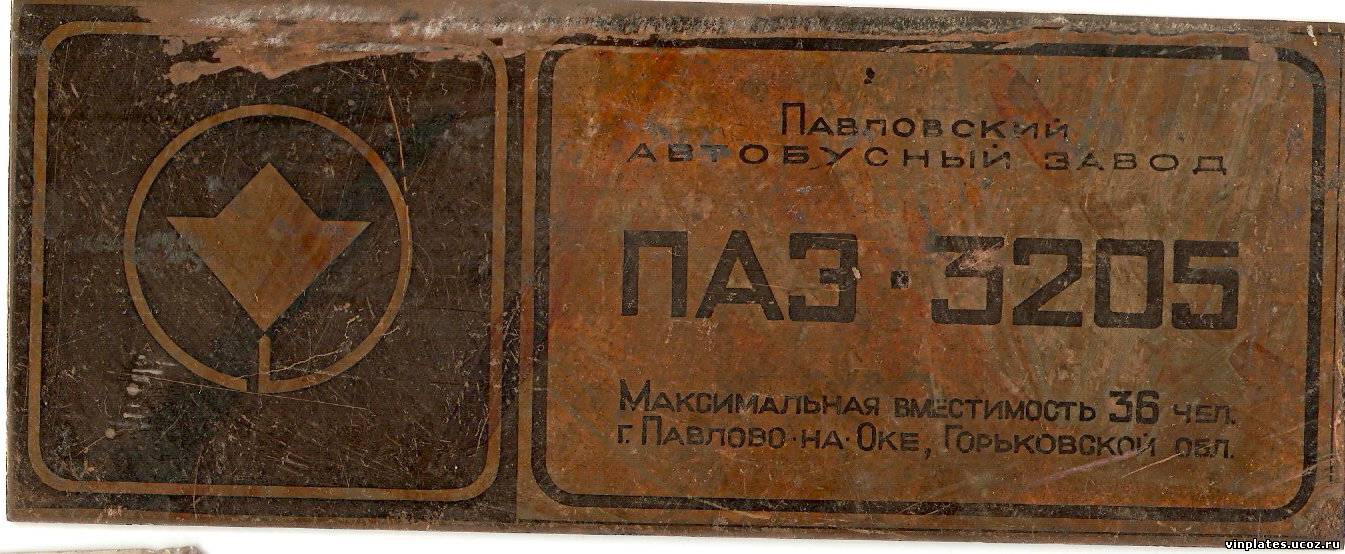 Павловский
автобусный завод
ПАЗ·3205
Максимальная вместимость 36 чел.
г. Павлово·на·Оке, Горьковской обл.
vinplates.ucoz.ru